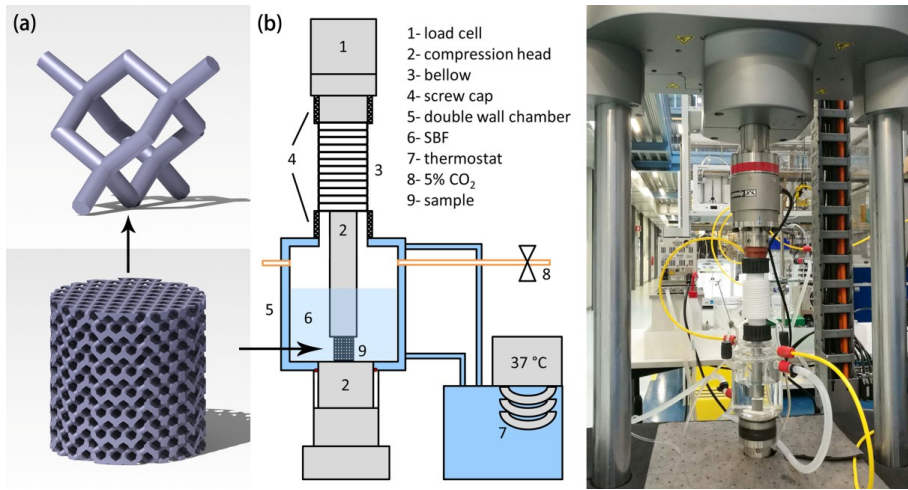 (a)
(b)
1
1- load cell
2- compression head
3- bellow
4- screw cap
5- double wall chamber
6- SBF
7- thermostat
8- 5% CO₂
9- sample
4
3
2
8
5
6
9
37 °C
2
7